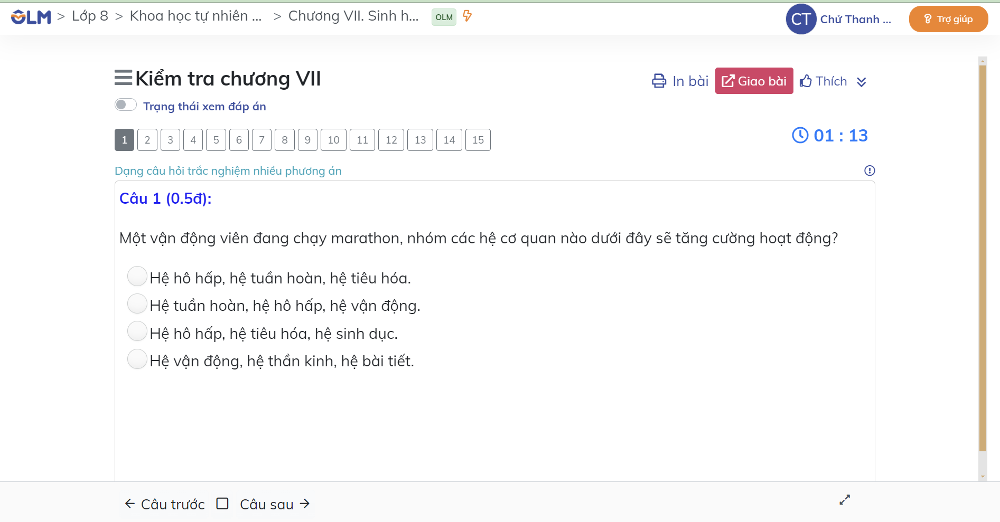 OLM > Lớp 8 > Khoa học tự nhiên ... > Chương VII. Sinh h... OLM
CT Chử Thanh ... Trợ giúp
Kiểm tra chương VII
In bài Giao bài Thích
Trạng thái xem đáp án
1 2 3 4 5 6 7 8 9 10 11 12 13 14 15
01 : 13
Dạng câu hỏi trắc nghiệm nhiều phương án
Câu 1 (0.5đ):
Một vận động viên đang chạy marathon, nhóm các hệ cơ quan nào dưới đây sẽ tăng cường hoạt động?
Hệ hô hấp, hệ tuần hoàn, hệ tiêu hóa.
Hệ tuần hoàn, hệ hô hấp, hệ vận động.
Hệ hô hấp, hệ tiêu hóa, hệ sinh dục.
Hệ vận động, hệ thần kinh, hệ bài tiết.
← Câu trước Câu sau →